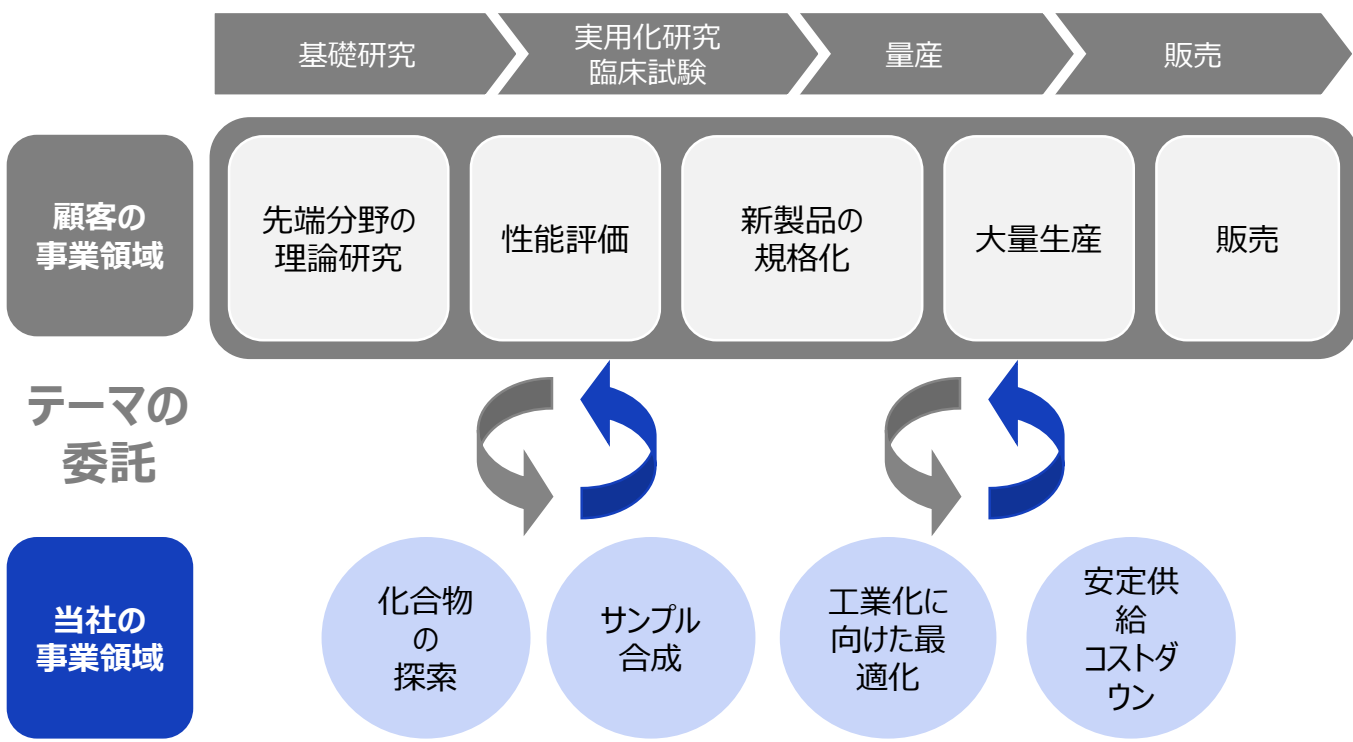 基礎研究
実用化研究
臨床試験
量産
販売
顧客の
事業領域
先端分野の
理論研究
性能評価
新製品の
規格化
大量生産
販売
テーマの
委託
当社の
事業領域
化合物
の
探索
サンプル
合成
工業化に
向けた最
適化
安定供
給
コストダ
ウン